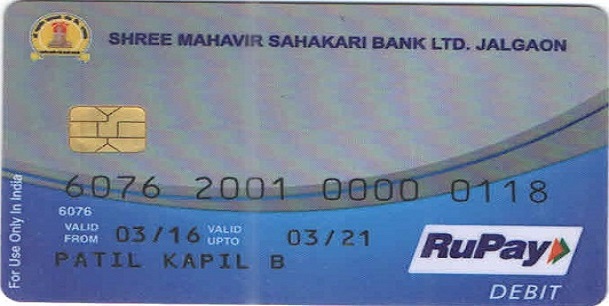 SHREE MAHAVIR SAHAKARI BANK LTD. JALGAON
6076 2001 0000 0118
6076
VALID FROM 03/16 VALID UPTO 03/21
PATIL KAPIL B
RuPay
DEBIT
For Use Only In India